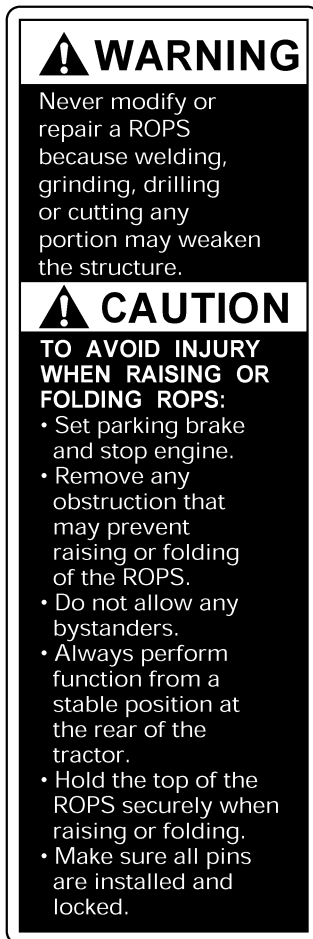 WARNING
Never modify or
repair a ROPS
because welding,
grinding, drilling
or cutting any
portion may weaken
the structure.
CAUTION
TO AVOID INJURY
WHEN RAISING OR
FOLDING ROPS:
• Set parking brake
and stop engine.
• Remove any
obstruction that
may prevent
raising or folding
of the ROPS.
• Do not allow any
bystanders.
• Always perform
function from a
stable position at
the rear of the
tractor.
• Hold the top of the
ROPS securely when
raising or folding.
• Make sure all pins
are installed and
locked.